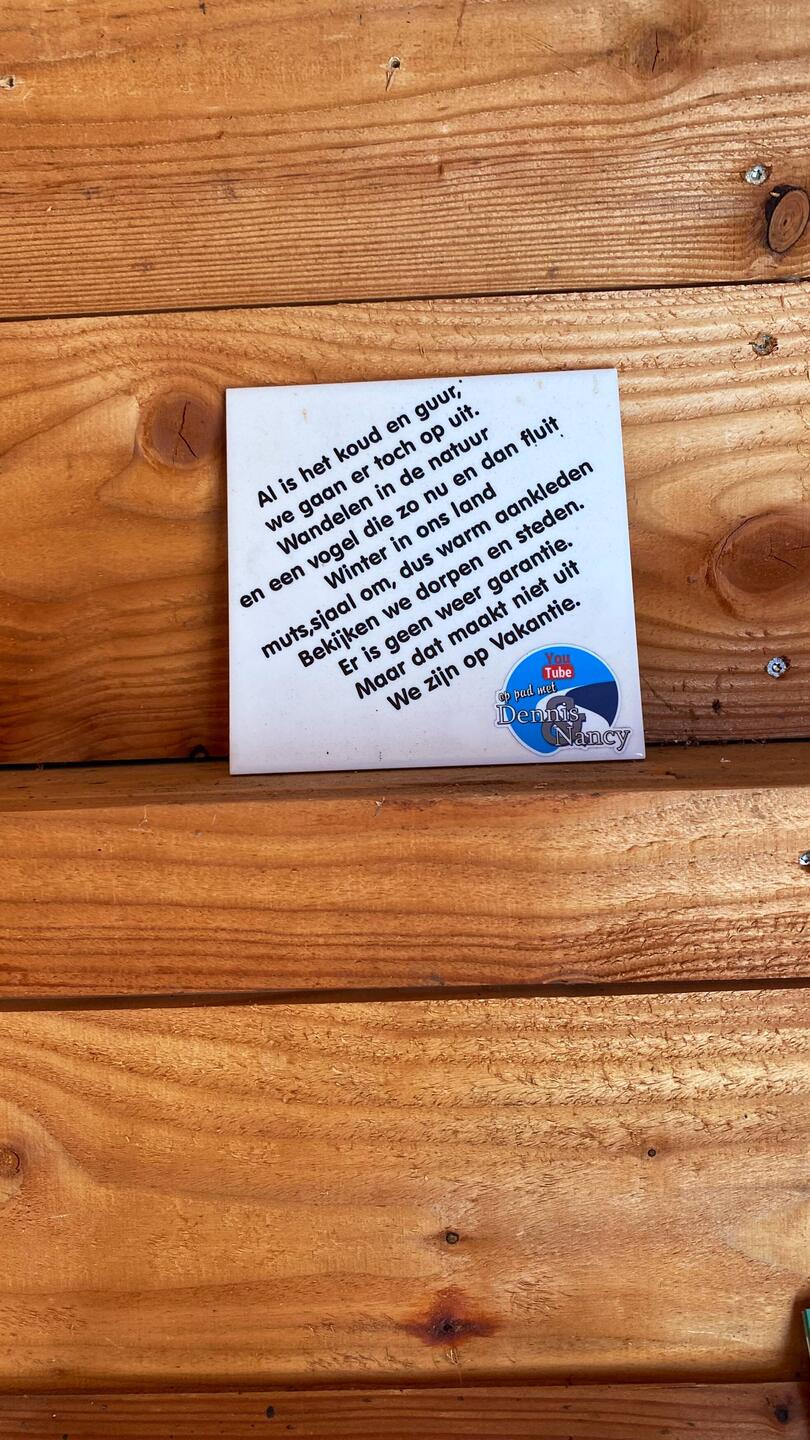 Al is het koud en guur,
we gaan er toch op uit.
Wandelen in de natuur
en een vogel die zo nu en dan fluit
Winter in ons land
muts,sjaal om, dus warm aankleden
Bekijken we dorpen en steden.
Er is geen weer garantie.
Maar dat maakt niet uit
We zijn op Vakantie.
You
Tube
op pad met
Dennis
&
Nancy